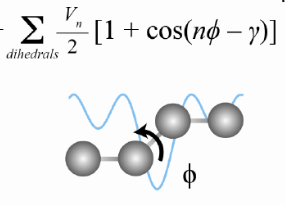 - ∑ Vₙ/2 [1 + cos(nϕ – γ)]
dihedrals
ϕ